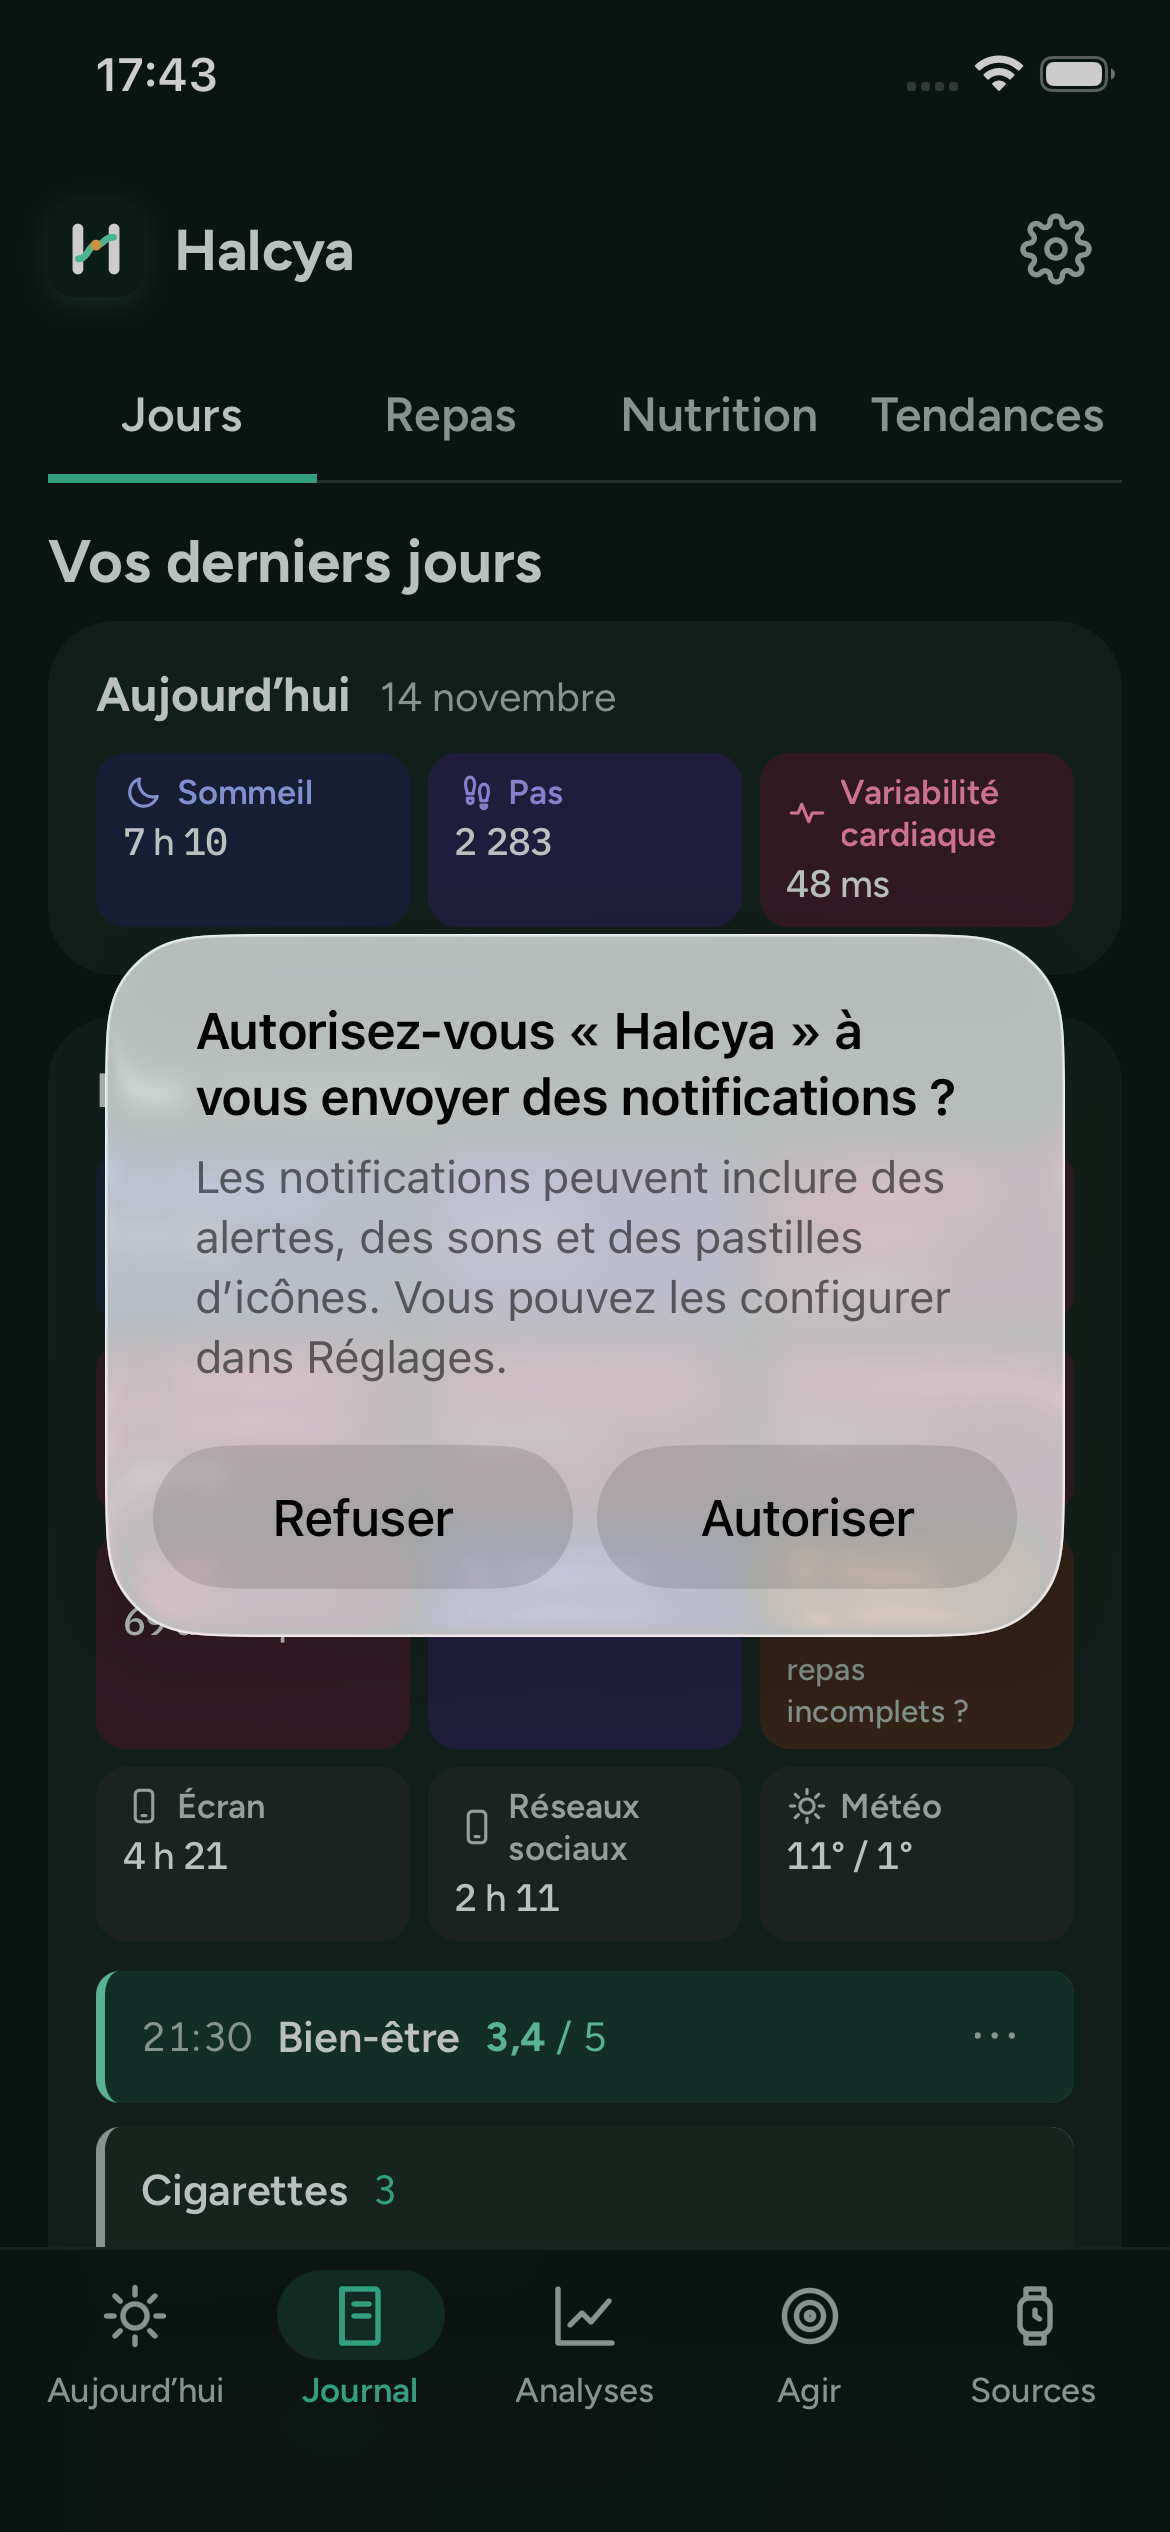 17:43
Halcya
Jours Repas Nutrition Tendances
Vos derniers jours
Aujourd’hui 14 novembre
Sommeil
7 h 10
Pas
2 283
Variabilité
cardiaque
48 ms
Autorisez-vous « Halcya » à
vous envoyer des notifications ?
Les notifications peuvent inclure des
alertes, des sons et des pastilles
d’icônes. Vous pouvez les configurer
dans Réglages.
Refuser Autoriser
repas
incomplets ?
Écran
4 h 21
Réseaux
sociaux
2 h 11
Météo
11° / 1°
21:30 Bien-être 3,4 / 5
Cigarettes 3
Aujourd’hui Journal Analyses Agir Sources